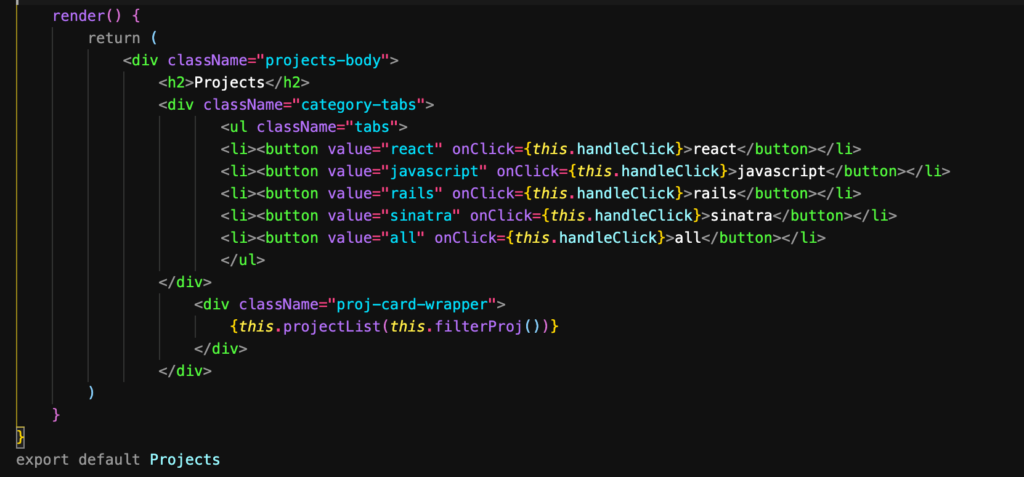 render() {
return (
<div className="projects-body">
<h2>Projects</h2>
<div className="category-tabs">
<ul className="tabs">
<li><button value="react" onClick={this.handleClick}>react</button></li>
<li><button value="javascript" onClick={this.handleClick}>javascript</button></li>
<li><button value="rails" onClick={this.handleClick}>rails</button></li>
<li><button value="sinatra" onClick={this.handleClick}>sinatra</button></li>
<li><button value="all" onClick={this.handleClick}>all</button></li>
</ul>
</div>
<div className="proj-card-wrapper">
{this.projectList(this.filterProj())}
</div>
</div>
)
}
}
export default Projects